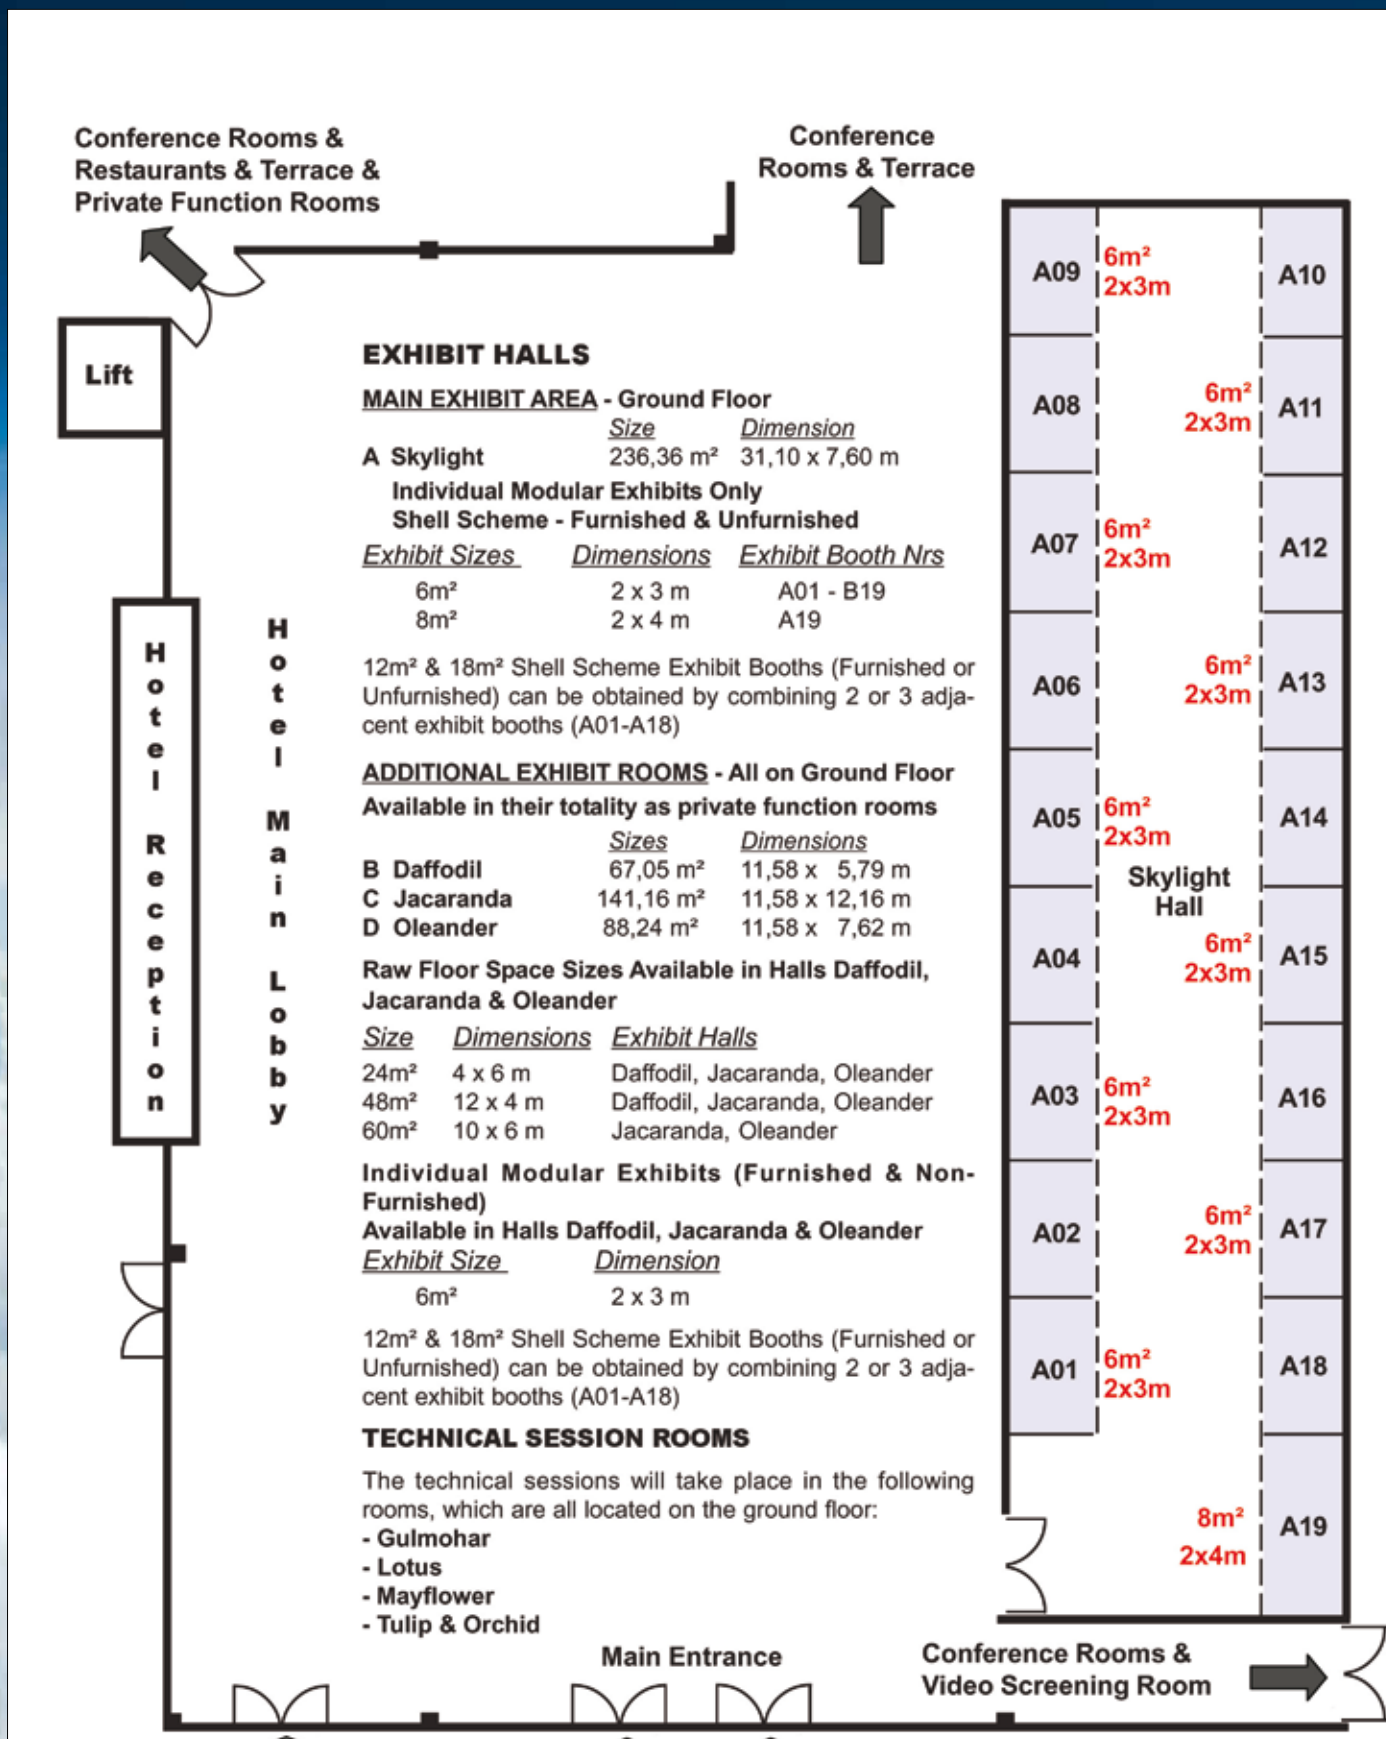 Conference Rooms &
Restaurants & Terrace &
Private Function Rooms
Conference
Rooms & Terrace
Lift
Hotel Reception
Hotel Main Lobby
EXHIBIT HALLS
MAIN EXHIBIT AREA - Ground Floor
Size Dimension
A Skylight 236,36 m² 31,10 x 7,60 m
Individual Modular Exhibits Only
Shell Scheme - Furnished & Unfurnished
Exhibit Sizes Dimensions Exhibit Booth Nrs
6m² 2 x 3 m A01 - B19
8m² 2 x 4 m A19
12m² & 18m² Shell Scheme Exhibit Booths (Furnished or
Unfurnished) can be obtained by combining 2 or 3 adja-
cent exhibit booths (A01-A18)
ADDITIONAL EXHIBIT ROOMS - All on Ground Floor
Available in their totality as private function rooms
Sizes Dimensions
B Daffodil 67,05 m² 11,58 x 5,79 m
C Jacaranda 141,16 m² 11,58 x 12,16 m
D Oleander 88,24 m² 11,58 x 7,62 m
Raw Floor Space Sizes Available in Halls Daffodil,
Jacaranda & Oleander
Size Dimensions Exhibit Halls
24m² 4 x 6 m Daffodil, Jacaranda, Oleander
48m² 12 x 4 m Daffodil, Jacaranda, Oleander
60m² 10 x 6 m Jacaranda, Oleander
Individual Modular Exhibits (Furnished & Non-
Furnished)
Available in Halls Daffodil, Jacaranda & Oleander
Exhibit Size Dimension
6m² 2 x 3 m
12m² & 18m² Shell Scheme Exhibit Booths (Furnished or
Unfurnished) can be obtained by combining 2 or 3 adja-
cent exhibit booths (A01-A18)
TECHNICAL SESSION ROOMS
The technical sessions will take place in the following
rooms, which are all located on the ground floor:
- Gulmohar
- Lotus
- Mayflower
- Tulip & Orchid
Main Entrance
A09 6m² A10
2x3m
A08 6m² A11
2x3m
A07 6m² A12
2x3m
A06 6m² A13
2x3m
A05 6m² A14
2x3m
Skylight
Hall
A04 6m² A15
2x3m
A03 6m² A16
2x3m
A02 6m² A17
2x3m
A01 6m² A18
2x3m
8m² A19
2x4m
Conference Rooms &
Video Screening Room